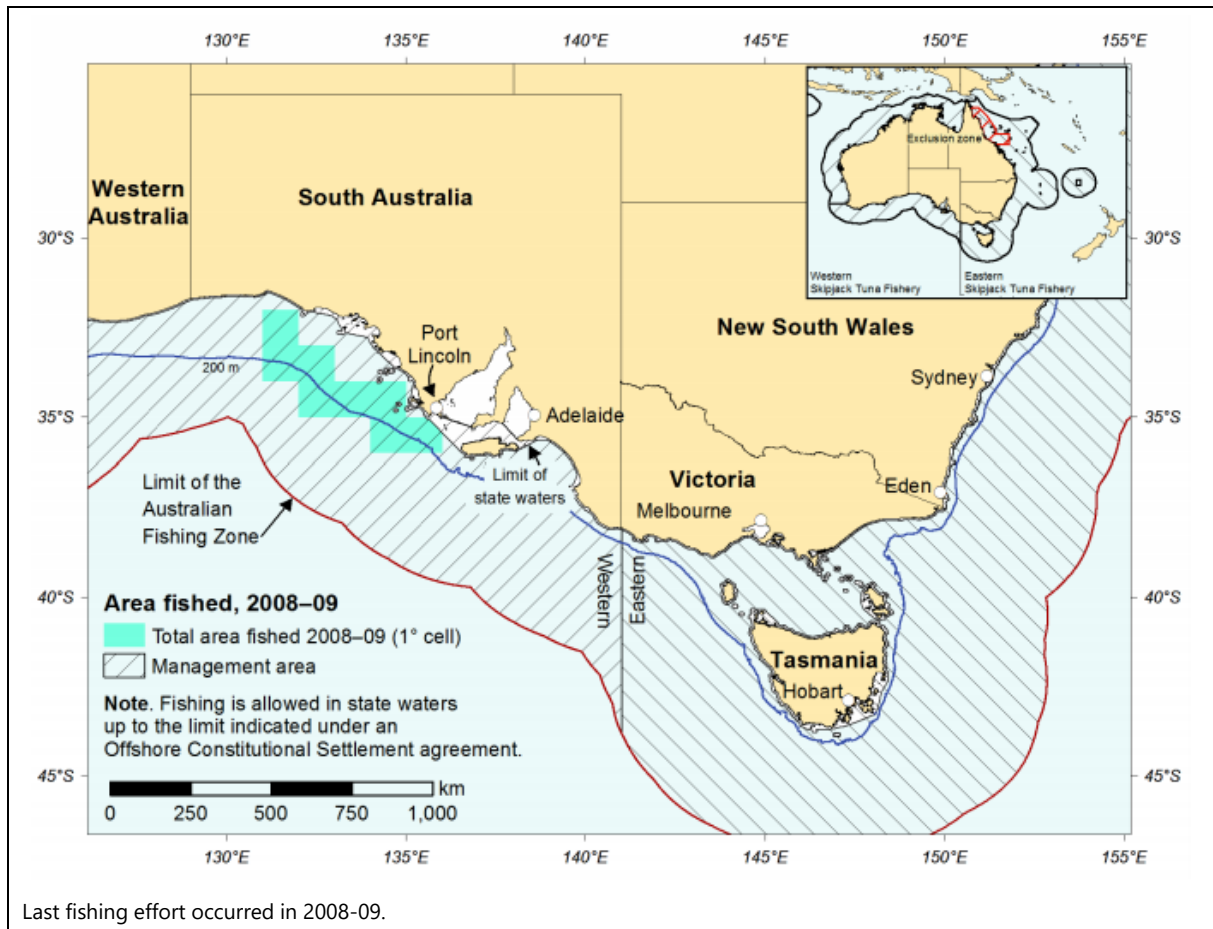 130°E 135°E 140°E 145°E 150°E 155°E
Exclusion zone
Western
Skipjack Tuna Fishery
Eastern
Skipjack Tuna Fishery
Western
Australia
South Australia
30°S 30°S
New South Wales
Port
Lincoln
200 m
Sydney
35°S 35°S
Adelaide
Limit of
state waters
Victoria
Eden
Melbourne
Limit of the
Australian
Fishing Zone
Western
Eastern
40°S 40°S
Area fished, 2008–09
Total area fished 2008–09 (1° cell)
Management area
Tasmania
Hobart
Note. Fishing is allowed in state waters
up to the limit indicated under an
Offshore Constitutional Settlement agreement.
45°S 45°S
km
0 250 500 750 1,000
130°E 135°E 140°E 145°E 150°E 155°E
Last fishing effort occurred in 2008-09.